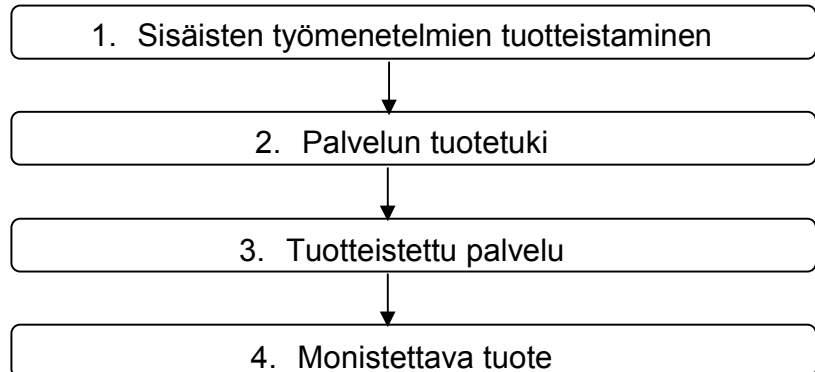 1. Sisäisten työmenetelmien tuotteistaminen
2. Palvelun tuotetuki
3. Tuotteistettu palvelu
4. Monistettava tuote